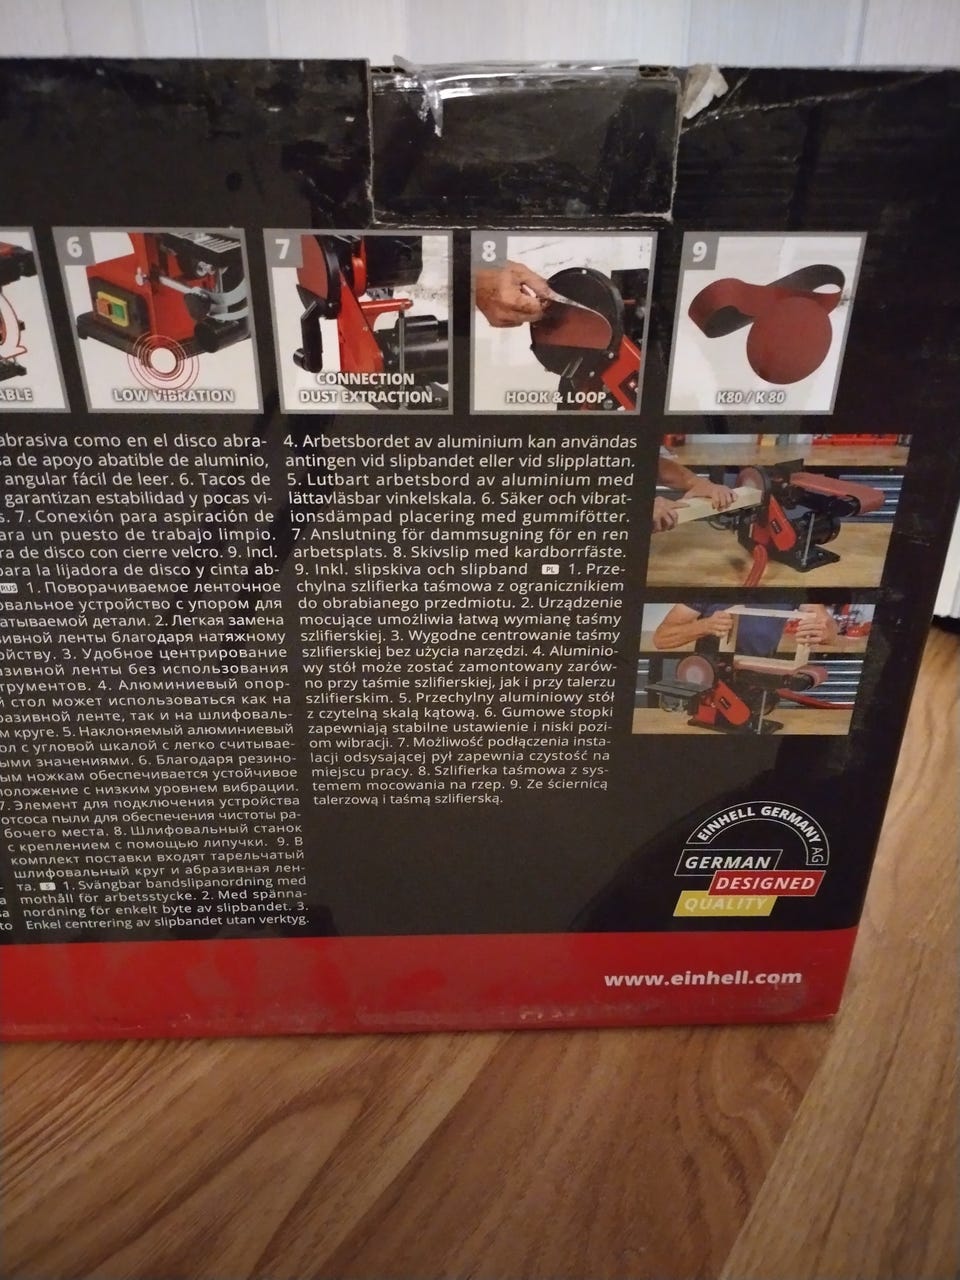 6
7
8
9
ABLE
LOW VIBRATION
CONNECTION
DUST EXTRACTION
HOOK & LOOP
K80 / K 80
abrasiva como en el disco abra-
sa de apoyo abatible de aluminio,
angular fácil de leer. 6. Tacos de
garantizan estabilidad y pocas vi-
s. 7. Conexión para aspiración de
ara un puesto de trabajo limpio.
ra de disco con cierre velcro. 9. Incl.
para la lijadora de disco y cinta ab-
RUS 1. Поворачиваемое ленточное
овальное устройство с упором для
атываемой детали. 2. Легкая замена
ивной ленты благодаря натяжному
ойству. 3. Удобное центрирование
азивной ленты без использования
трументов. 4. Алюминиевый опор-
й стол может использоваться как на
разивной ленте, так и на шлифоваль-
м круге. 5. Наклоняемый алюминиевый
ол с угловой шкалой с легко считывае-
ыми значениями. 6. Благодаря резино-
ым ножкам обеспечивается устойчивое
положение с низким уровнем вибрации.
7. Элемент для подключения устройства
отсоса пыли для обеспечения чистоты ра-
бочего места. 8. Шлифовальный станок
с креплением с помощью липучки. 9. В
комплект поставки входят тарельчатый
шлифовальный круг и абразивная лен-
та. S 1. Svängbar bandslipanordning med
mothåll för arbetsstycke. 2. Med spänna-
nordning för enkelt byte av slipbandet. 3.
to Enkel centrering av slipbandet utan verktyg.
4. Arbetsbordet av aluminium kan användas
antingen vid slipbandet eller vid slipplattan.
5. Lutbart arbetsbord av aluminium med
lättavläsbar vinkelskala. 6. Säker och vibrat-
ionsdämpad placering med gummifötter.
7. Anslutning för dammsugning för en ren
arbetsplats. 8. Skivslip med kardborrfäste.
9. Inkl. slipskiva och slipband PL 1. Prze-
chylna szlifierka taśmowa z ogranicznikiem
do obrabianego przedmiotu. 2. Urządzenie
mocujące umożliwia łatwą wymianę taśmy
szlifierskiej. 3. Wygodne centrowanie taśmy
szlifierskiej bez użycia narzędzi. 4. Aluminio-
wy stół może zostać zamontowany zarów-
no przy taśmie szlifierskiej, jak i przy talerzu
szlifierskim. 5. Przechylny aluminiowy stół
z czytelną skalą kątową. 6. Gumowe stopki
zapewniają stabilne ustawienie i niski pozi-
om wibracji. 7. Możliwość podłączenia insta-
lacji odsysającej pył zapewnia czystość na
miejscu pracy. 8. Szlifierka taśmowa z sys-
temem mocowania na rzep. 9. Ze ściernicą
talerzową i taśmą szlifierską.
EINHELL GERMANY AG
GERMAN
DESIGNED
QUALITY
www.einhell.com